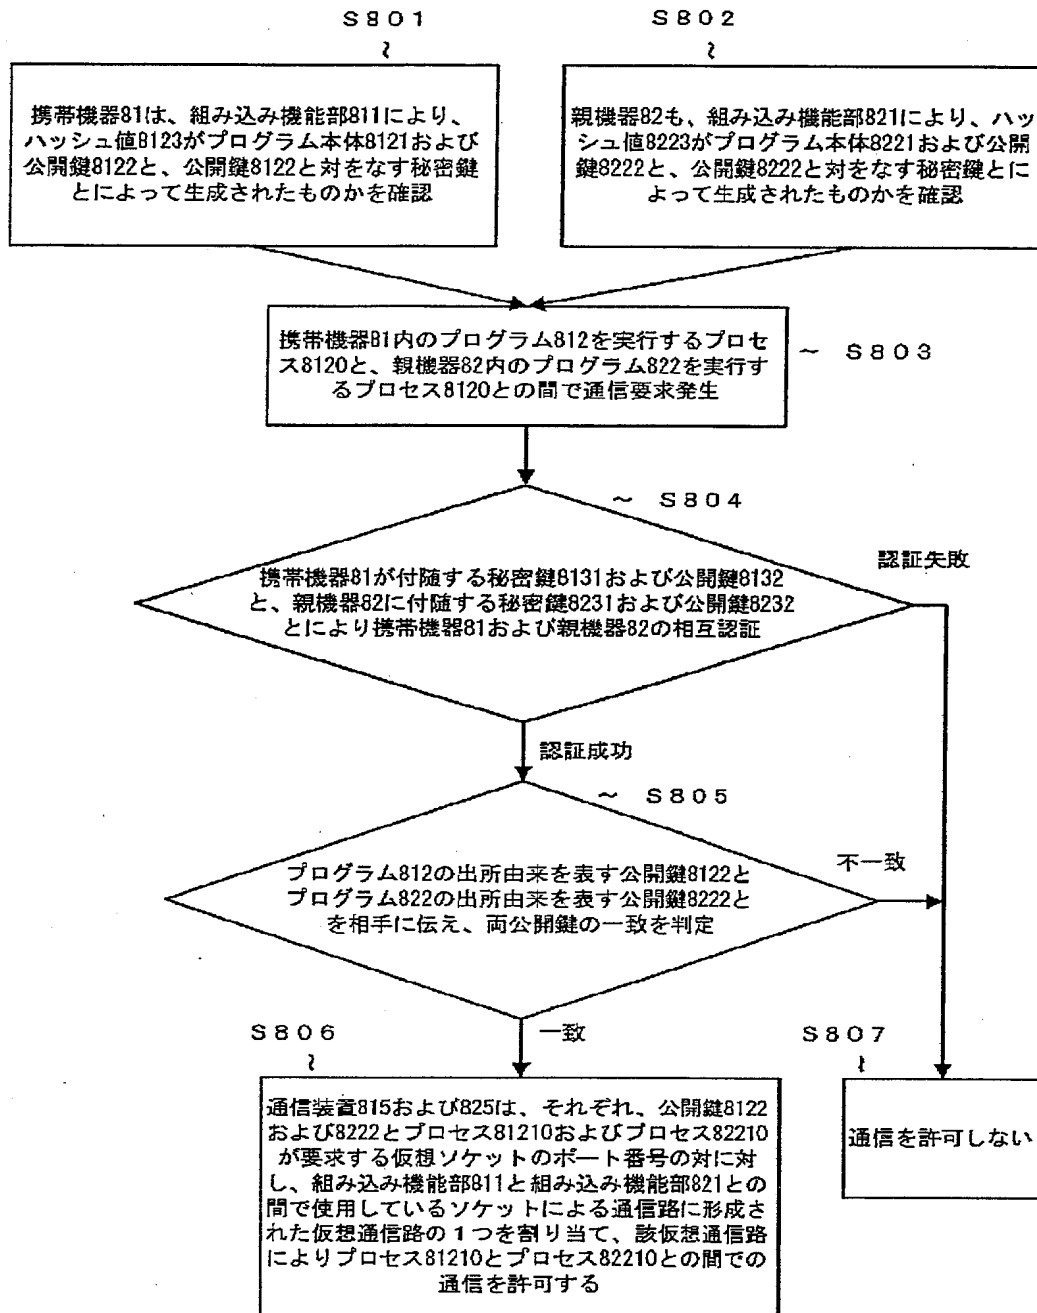 S801
携帯機器81は、組み込み機能部811により、
ハッシュ値8123がプログラム本体8121および
公開鍵8122と、公開鍵8122と対をなす秘密鍵
とによって生成されたものかを確認
S802
親機器82も、組み込み機能部821により、ハッ
シュ値8223がプログラム本体8221および公開
鍵8222と、公開鍵8222と対をなす秘密鍵とに
よって生成されたものかを確認
携帯機器81内のプログラム812を実行するプロセ
ス8120と、親機器82内のプログラム822を実行す
るプロセス8120との間で通信要求発生
~ S803
~ S804
携帯機器81が付随する秘密鍵8131および公開鍵8132
と、親機器82に付随する秘密鍵8231および公開鍵8232
とにより携帯機器81および親機器82の相互認証
認証失敗
認証成功
~ S805
プログラム812の出所由来を表す公開鍵8122と
プログラム822の出所由来を表す公開鍵8222と
を相手に伝え、両公開鍵の一致を判定
不一致
一致
S806
通信装置815および825は、それぞれ、公開鍵8122
および8222とプロセス81210およびプロセス82210
が要求する仮想ソケットのポート番号の対に対
し、組み込み機能部811と組み込み機能部821との
間で使用しているソケットによる通信路に形成され
た仮想通信路の1つを割り当て、該仮想通信路
によりプロセス81210とプロセス82210との間での
通信を許可する
S807
通信を許可しない